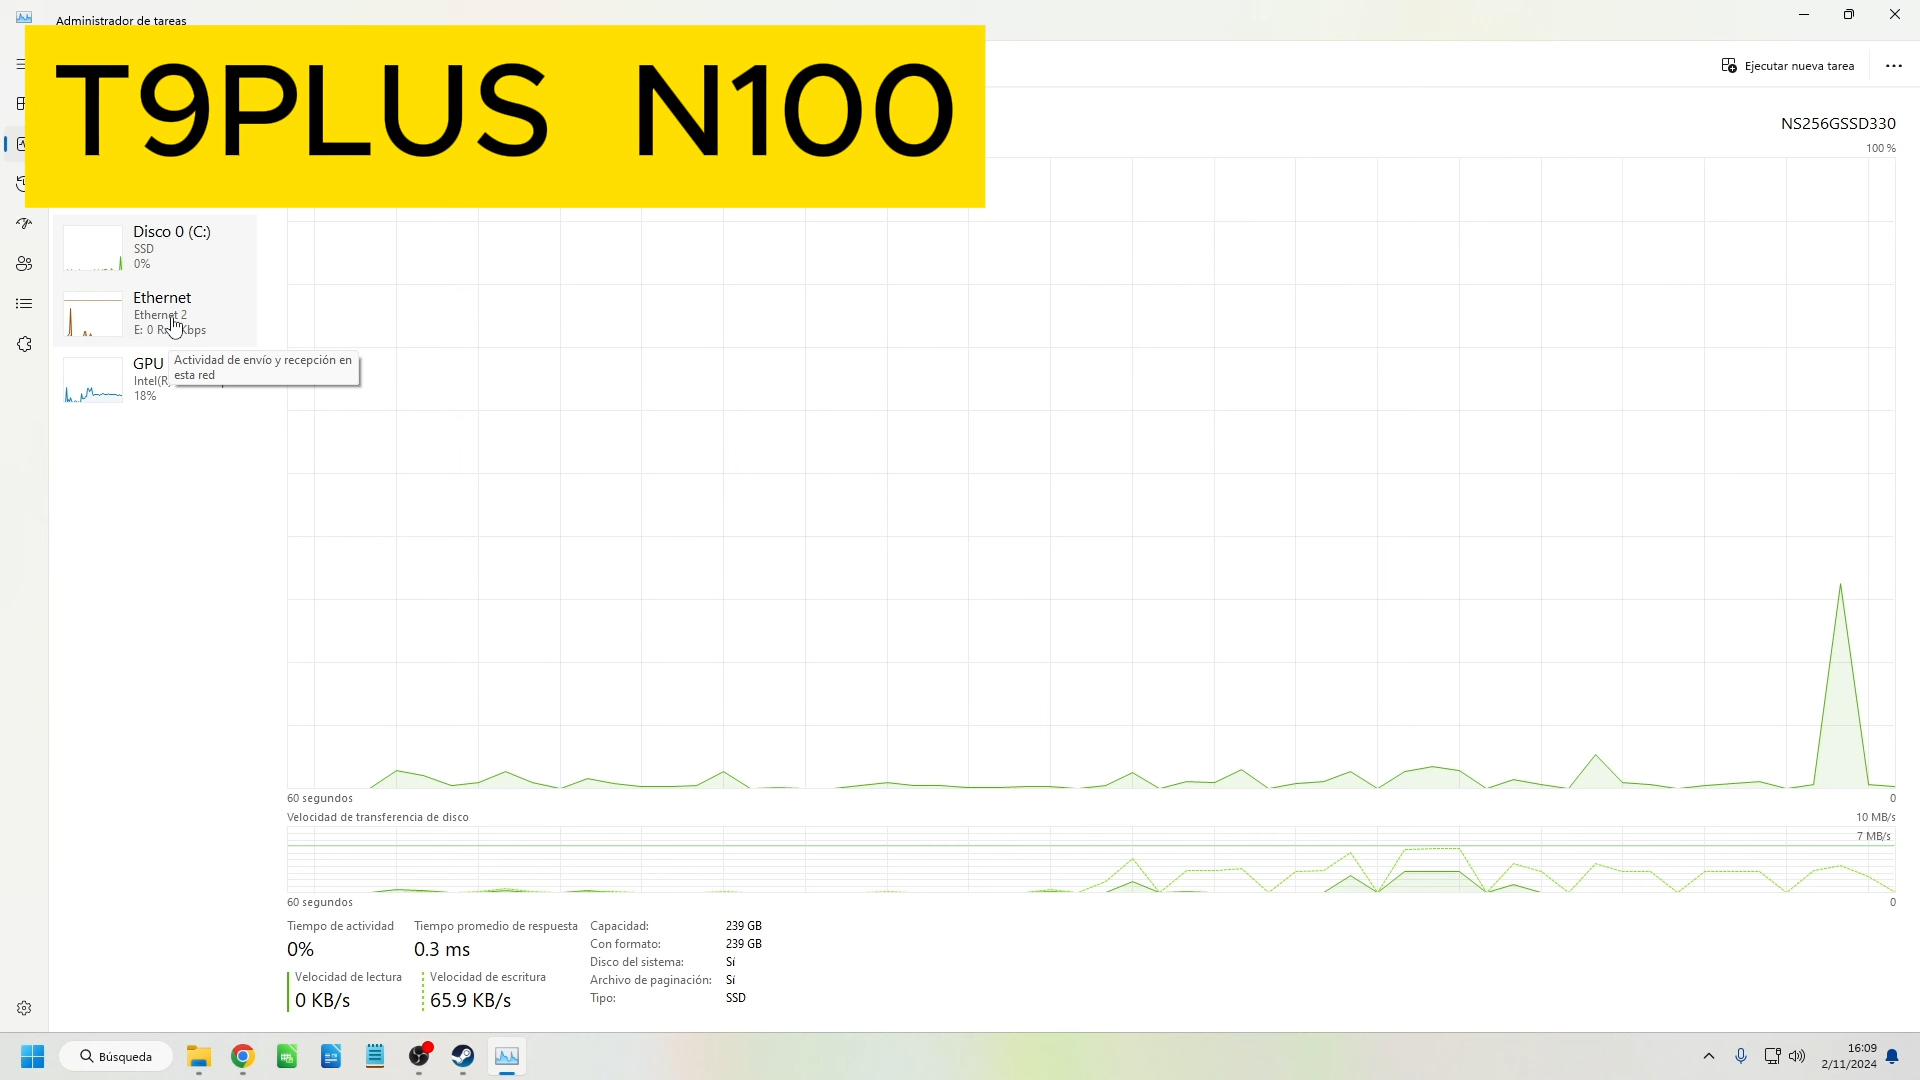 Administrador de tareas
T9PLUS N100
Ejecutar nueva tarea
NS256GSSD330
100 %
Disco 0 (C:)
SSD
0%
Ethernet
Ethernet 2
E: 0 Kbps
GPU
Actividad de envío y recepción en
esta red
18%
60 segundos
0
Velocidad de transferencia de disco
10 MB/s
7 MB/s
60 segundos
0
Tiempo de actividad
0%
Tiempo promedio de respuesta
0.3 ms
Velocidad de lectura
0 KB/s
Velocidad de escritura
65.9 KB/s
Capacidad: 239 GB
Con formato: 239 GB
Disco del sistema: Sí
Archivo de paginación: Sí
Tipo: SSD
Búsqueda
16:09
2/11/2024